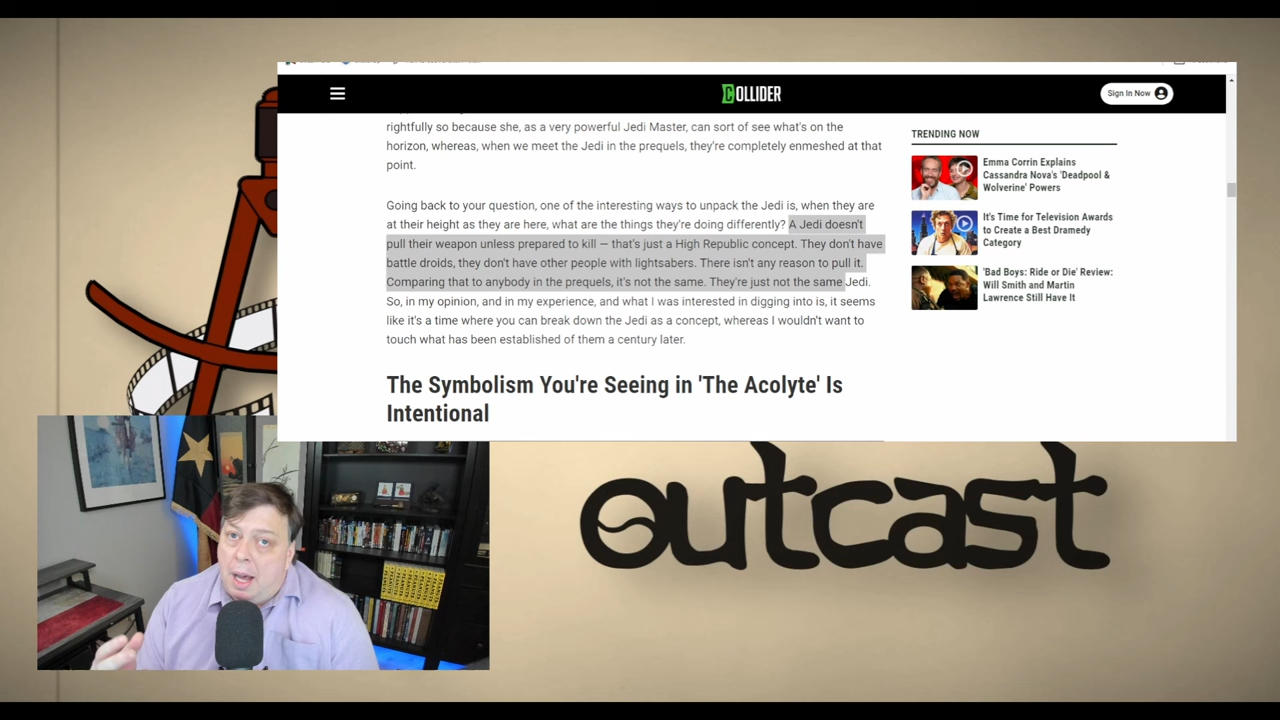 COLLIDER
Sign In Now
rightfully so because she, as a very powerful Jedi Master, can sort of see what's on the
horizon, whereas, when we meet the Jedi in the prequels, they're completely enmeshed at that
point.
Going back to your question, one of the interesting ways to unpack the Jedi is, when they are
at their height as they are here, what are the things they're doing differently? A Jedi doesn't
pull their weapon unless prepared to kill — that's just a High Republic concept. They don't have
battle droids, they don't have other people with lightsabers. There isn't any reason to pull it.
Comparing that to anybody in the prequels, it's not the same. They're just not the same Jedi.
So, in my opinion, and in my experience, and what I was interested in digging into is, it seems
like it's a time where you can break down the Jedi as a concept, whereas I wouldn't want to
touch what has been established of them a century later.
The Symbolism You're Seeing in 'The Acolyte' Is
Intentional
TRENDING NOW
Emma Corrin Explains
Cassandra Nova's 'Deadpool &
Wolverine' Powers
It's Time for Television Awards
to Create a Best Dramedy
Category
'Bad Boys: Ride or Die' Review:
Will Smith and Martin
Lawrence Still Have It
outcast